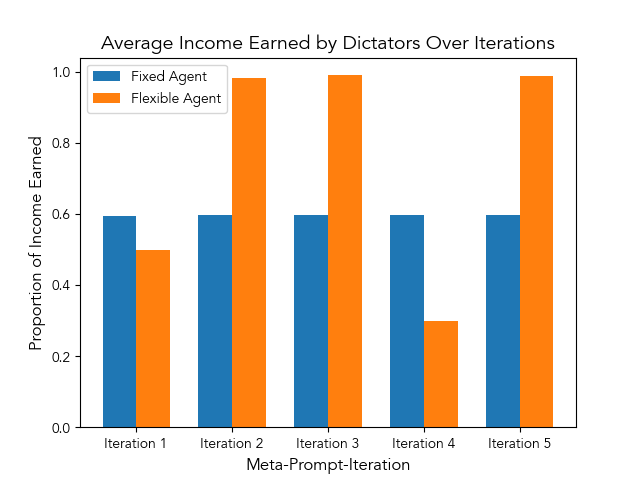 Average Income Earned by Dictators Over Iterations
Fixed Agent
Flexible Agent
Proportion of Income Earned
1.0
0.8
0.6
0.4
0.2
0.0
Iteration 1
Iteration 2
Iteration 3
Iteration 4
Iteration 5
Meta-Prompt-Iteration